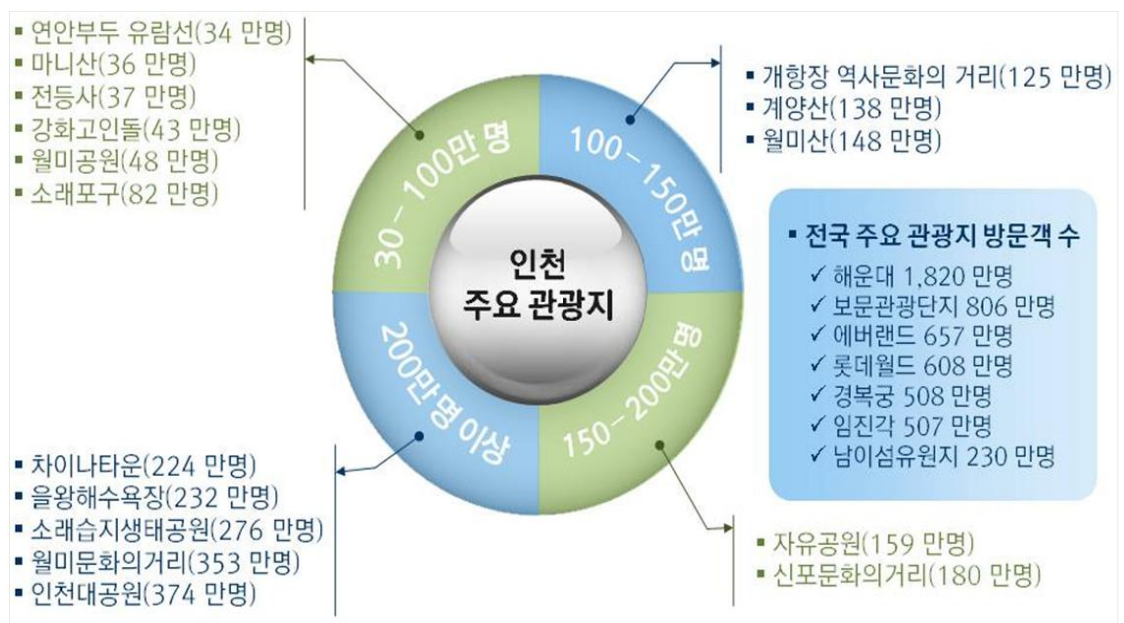 ▪ 연안부두 유람선(34 만명)
▪ 마니산(36 만명)
▪ 전등사(37 만명)
▪ 강화고인돌(43 만명)
▪ 월미공원(48 만명)
▪ 소래포구(82 만명)
30-100만 명
100-150만 명
▪ 개항장 역사문화의 거리(125 만명)
▪ 계양산(138 만명)
▪ 월미산(148 만명)
인천
주요 관광지
▪ 전국 주요 관광지 방문객 수
✓ 해운대 1,820 만명
✓ 보문관광단지 806 만명
✓ 에버랜드 657 만명
✓ 롯데월드 608 만명
✓ 경복궁 508 만명
✓ 임진각 507 만명
✓ 남이섬유원지 230 만명
200만명 이상
150-200만 명
▪ 차이나타운(224 만명)
▪ 을왕해수욕장(232 만명)
▪ 소래습지생태공원(276 만명)
▪ 월미문화의거리(353 만명)
▪ 인천대공원(374 만명)
▪ 자유공원(159 만명)
▪ 신포문화의거리(180 만명)